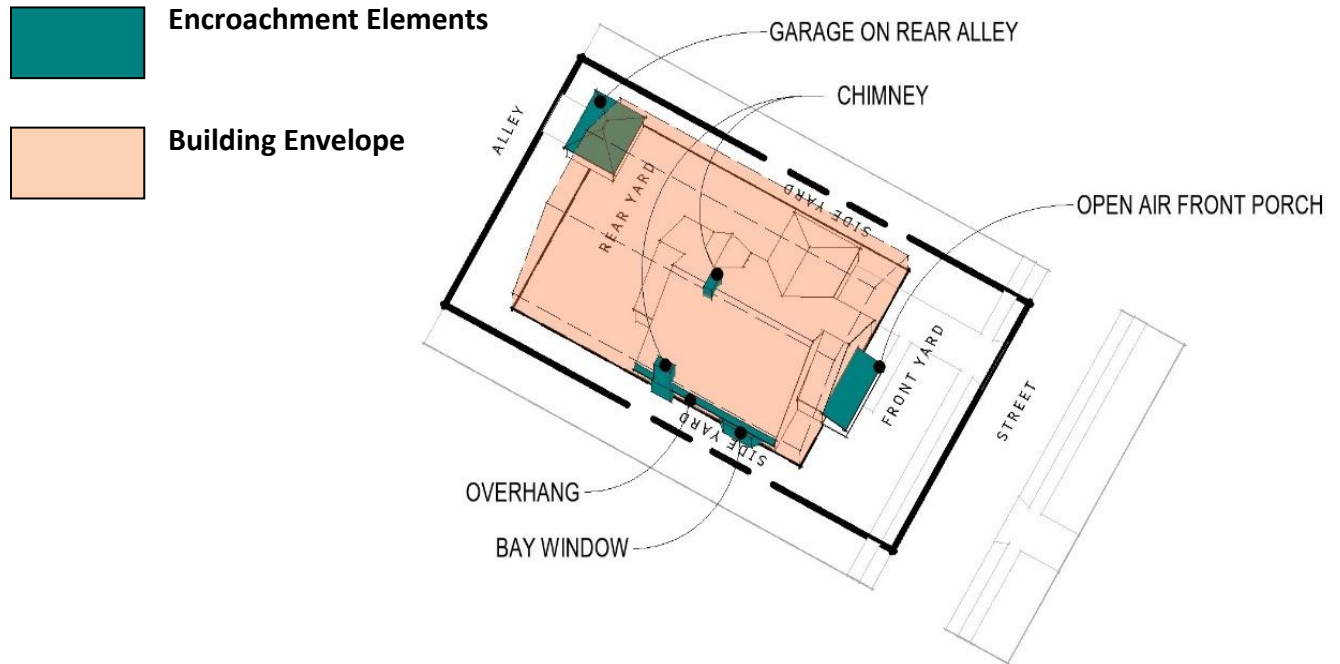 Encroachment Elements
Building Envelope
GARAGE ON REAR ALLEY
CHIMNEY
OPEN AIR FRONT PORCH
ALLEY
REAR YARD
SIDE YARD
FRONT YARD
STREET
SIDE YARD
OVERHANG
BAY WINDOW